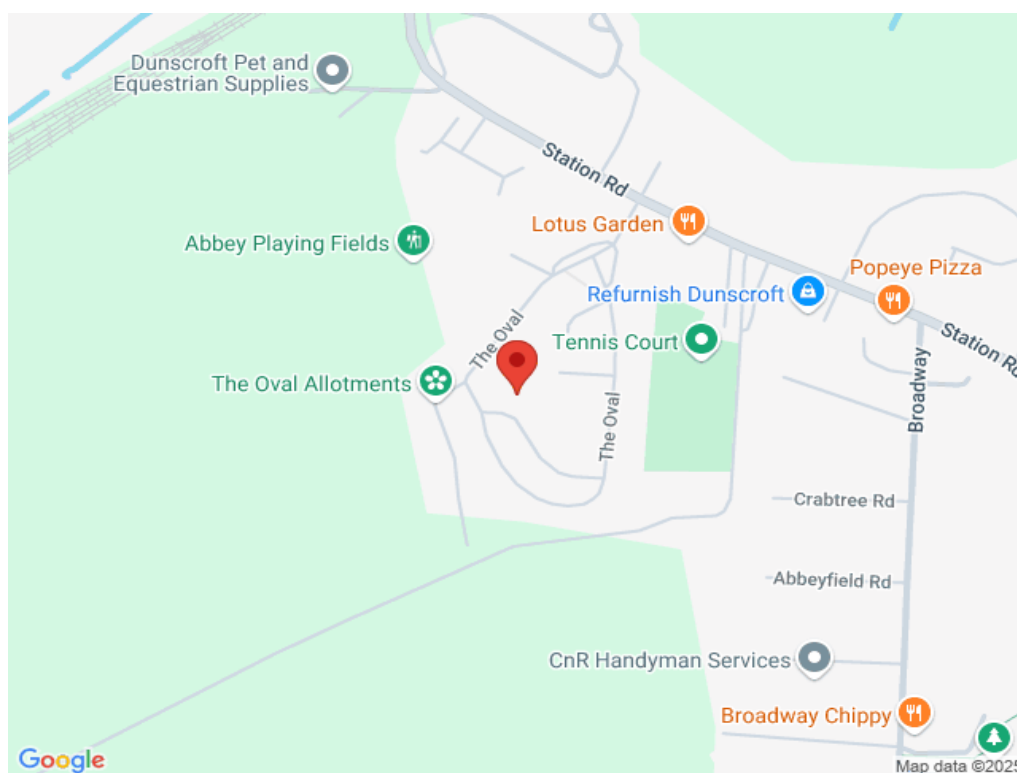 Dunscroft Pet and
Equestrian Supplies
Station Rd
Lotus Garden
Abbey Playing Fields
Popeye Pizza
Refurnish Dunscroft
The Oval
Tennis Court
Station Rd
Broadway
The Oval Allotments
The Oval
Crabtree Rd
Abbeyfield Rd
CnR Handyman Services
Broadway Chippy
Google
Map data ©2025